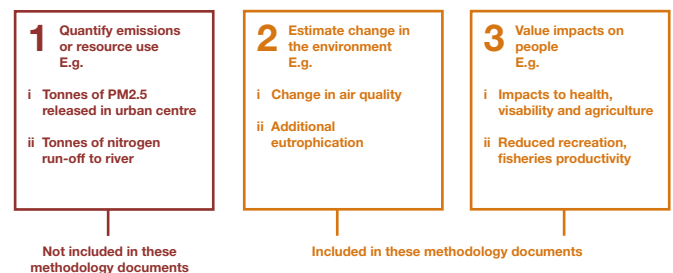 1 Quantify emissions
or resource use
E.g.
i Tonnes of PM2.5
released in urban centre
ii Tonnes of nitrogen
run-off to river
2 Estimate change in
the environment
E.g.
i Change in air quality
ii Additional
eutrophication
3 Value impacts on
people
E.g.
i Impacts to health,
visability and agriculture
ii Reduced recreation,
fisheries productivity
Not included in these
methodology documents
Included in these methodology documents